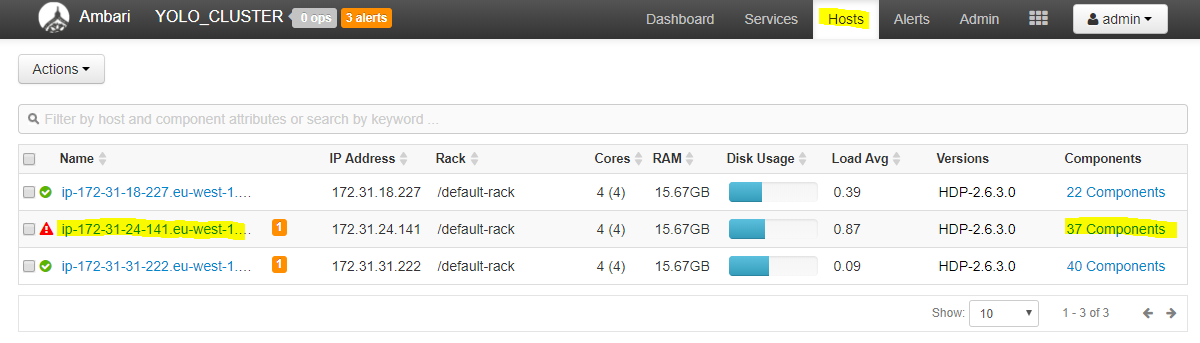 Ambari YOLO_CLUSTER 0 ops 3 alerts Dashboard Services Hosts Alerts Admin admin
Actions
Filter by host and component attributes or search by keyword ...
Name IP Address Rack Cores RAM Disk Usage Load Avg Versions Components
ip-172-31-18-227.eu-west-1.... 172.31.18.227 /default-rack 4 (4) 15.67GB 0.39 HDP-2.6.3.0 22 Components
ip-172-31-24-141.eu-west-1.... 1 172.31.24.141 /default-rack 4 (4) 15.67GB 0.87 HDP-2.6.3.0 37 Components
ip-172-31-31-222.eu-west-1.... 1 172.31.31.222 /default-rack 4 (4) 15.67GB 0.09 HDP-2.6.3.0 40 Components
Show: 10 1 - 3 of 3